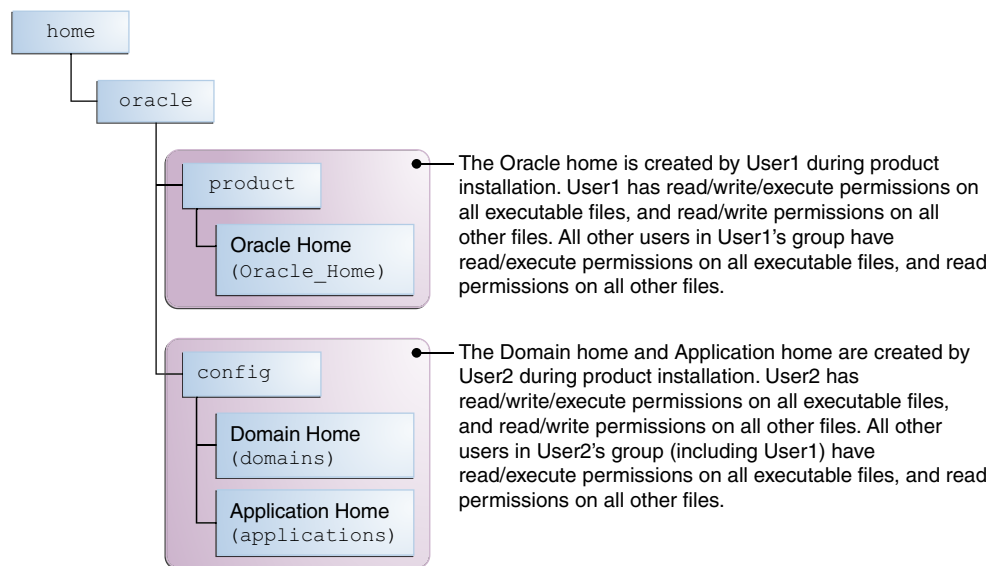 home
oracle
product
Oracle Home
(Oracle_Home)
The Oracle home is created by User1 during product
installation. User1 has read/write/execute permissions on
all executable files, and read/write permissions on all
other files. All other users in User1's group have
read/execute permissions on all executable files, and read
permissions on all other files.
config
Domain Home
(domains)
Application Home
(applications)
The Domain home and Application home are created by
User2 during product installation. User2 has
read/write/execute permissions on all executable files,
and read/write permissions on all other files. All other
users in User2's group (including User1) have
read/execute permissions on all executable files, and read
permissions on all other files.